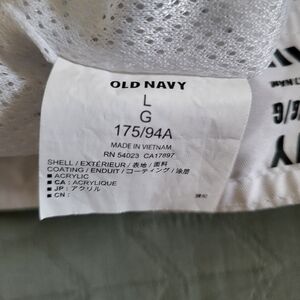 OLD NAVY
L
G
175/94A
MADE IN VIETNAM
RN 54023 CA17897
SHELL / EXTÉRIEUR / 表地 / 面料
COATING / ENDUIT / コーティング / 涂层
■ ACRYLIC
■ CA : ACRYLIQUE
■ JP : アクリル
■ CN :